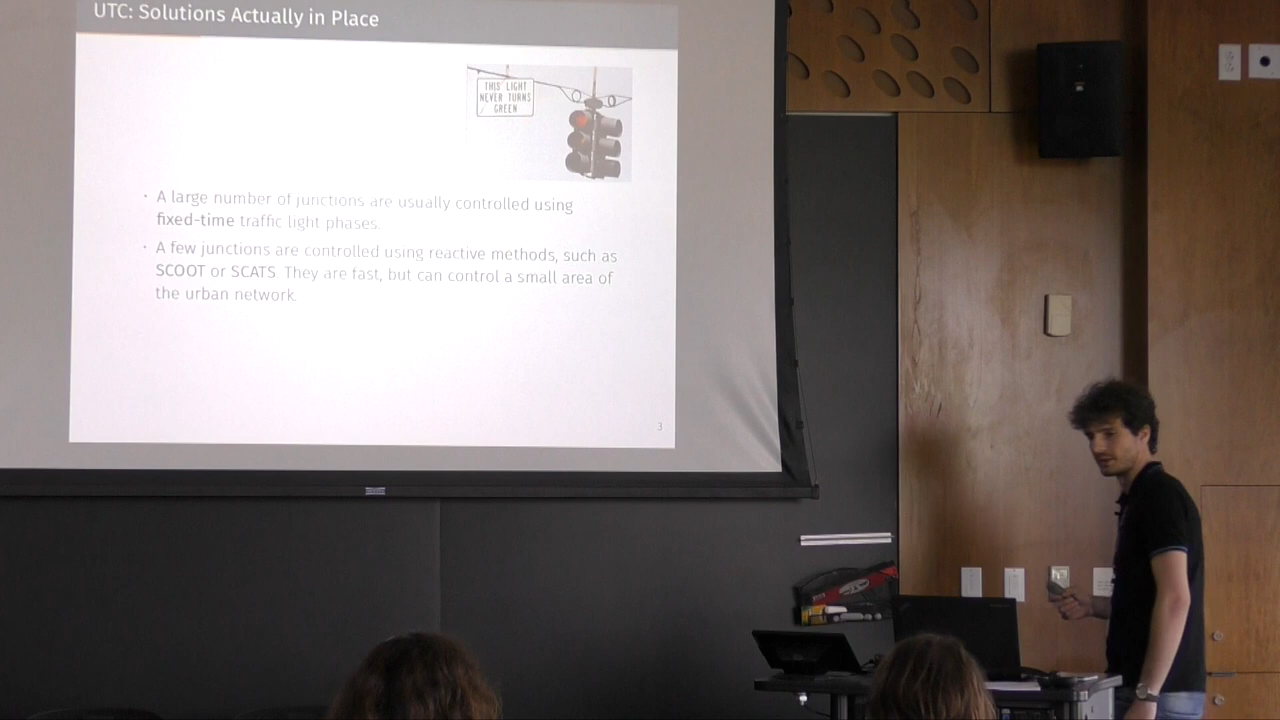 UTC: Solutions Actually in Place
THIS LIGHT
NEVER TURNS
GREEN
· A large number of junctions are usually controlled using
fixed-time traffic light phases.
· A few junctions are controlled using reactive methods, such as
SCOOT or SCATS. They are fast, but can control a small area of
the urban network.
3